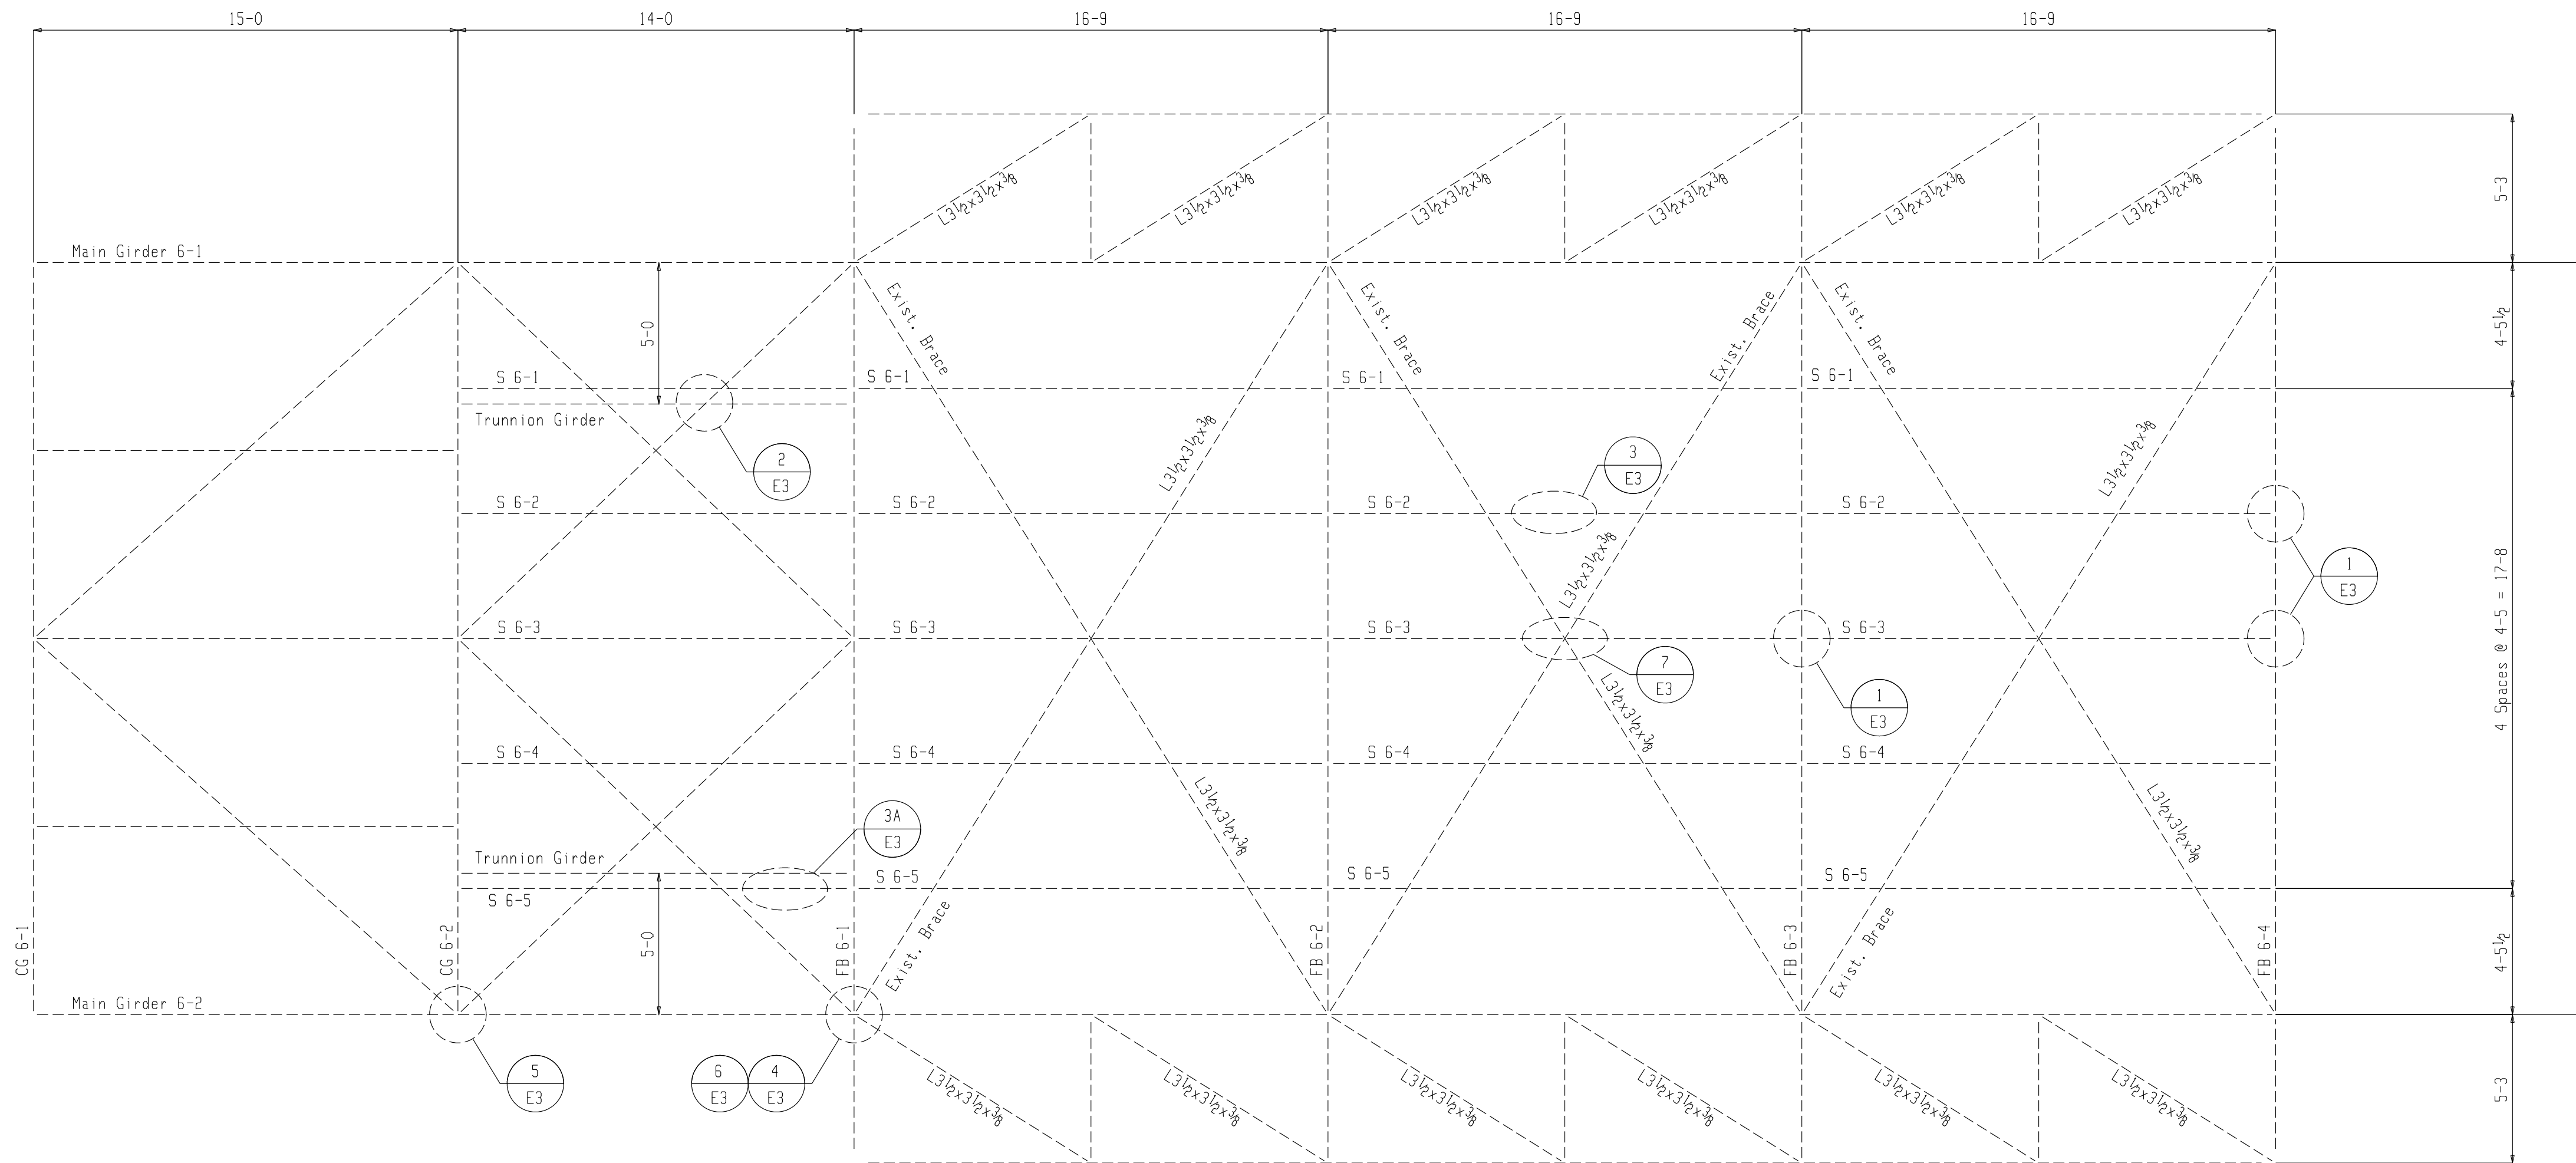 15-0
14-0
16-9
16-9
16-9
L3½x3½x⅜
L3½x3½x⅜
L3½x3½x⅜
L3½x3½x⅜
L3½x3½x⅜
L3½x3½x⅜
5-3
Main Girder 6-1
5-0
Exist. Brace
Exist. Brace
Exist. Brace
Exist. Brace
4-5½
S 6-1
S 6-1
S 6-1
S 6-1
Trunnion Girder
2
E3
L3½x3½x⅜
3
E3
L3½x3½x⅜
S 6-2
S 6-2
S 6-2
S 6-2
L3½x3½x⅜
1
E3
S 6-3
S 6-3
S 6-3
S 6-3
4 Spaces @ 4-5 = 17-8
7
E3
L3½x3½x⅜
1
E3
S 6-4
S 6-4
S 6-4
S 6-4
3A
E3
L3½x3½x⅜
L3½x3½x⅜
Trunnion Girder
S 6-5
S 6-5
S 6-5
S 6-5
CG 6-1
CG 6-2
5-0
FB 6-1
Exist. Brace
FB 6-2
FB 6-3
Exist. Brace
FB 6-4
4-5½
Main Girder 6-2
5
E3
6
E3
4
E3
L3½x3½x⅜
L3½x3½x⅜
L3½x3½x⅜
L3½x3½x⅜
L3½x3½x⅜
L3½x3½x⅜
5-3